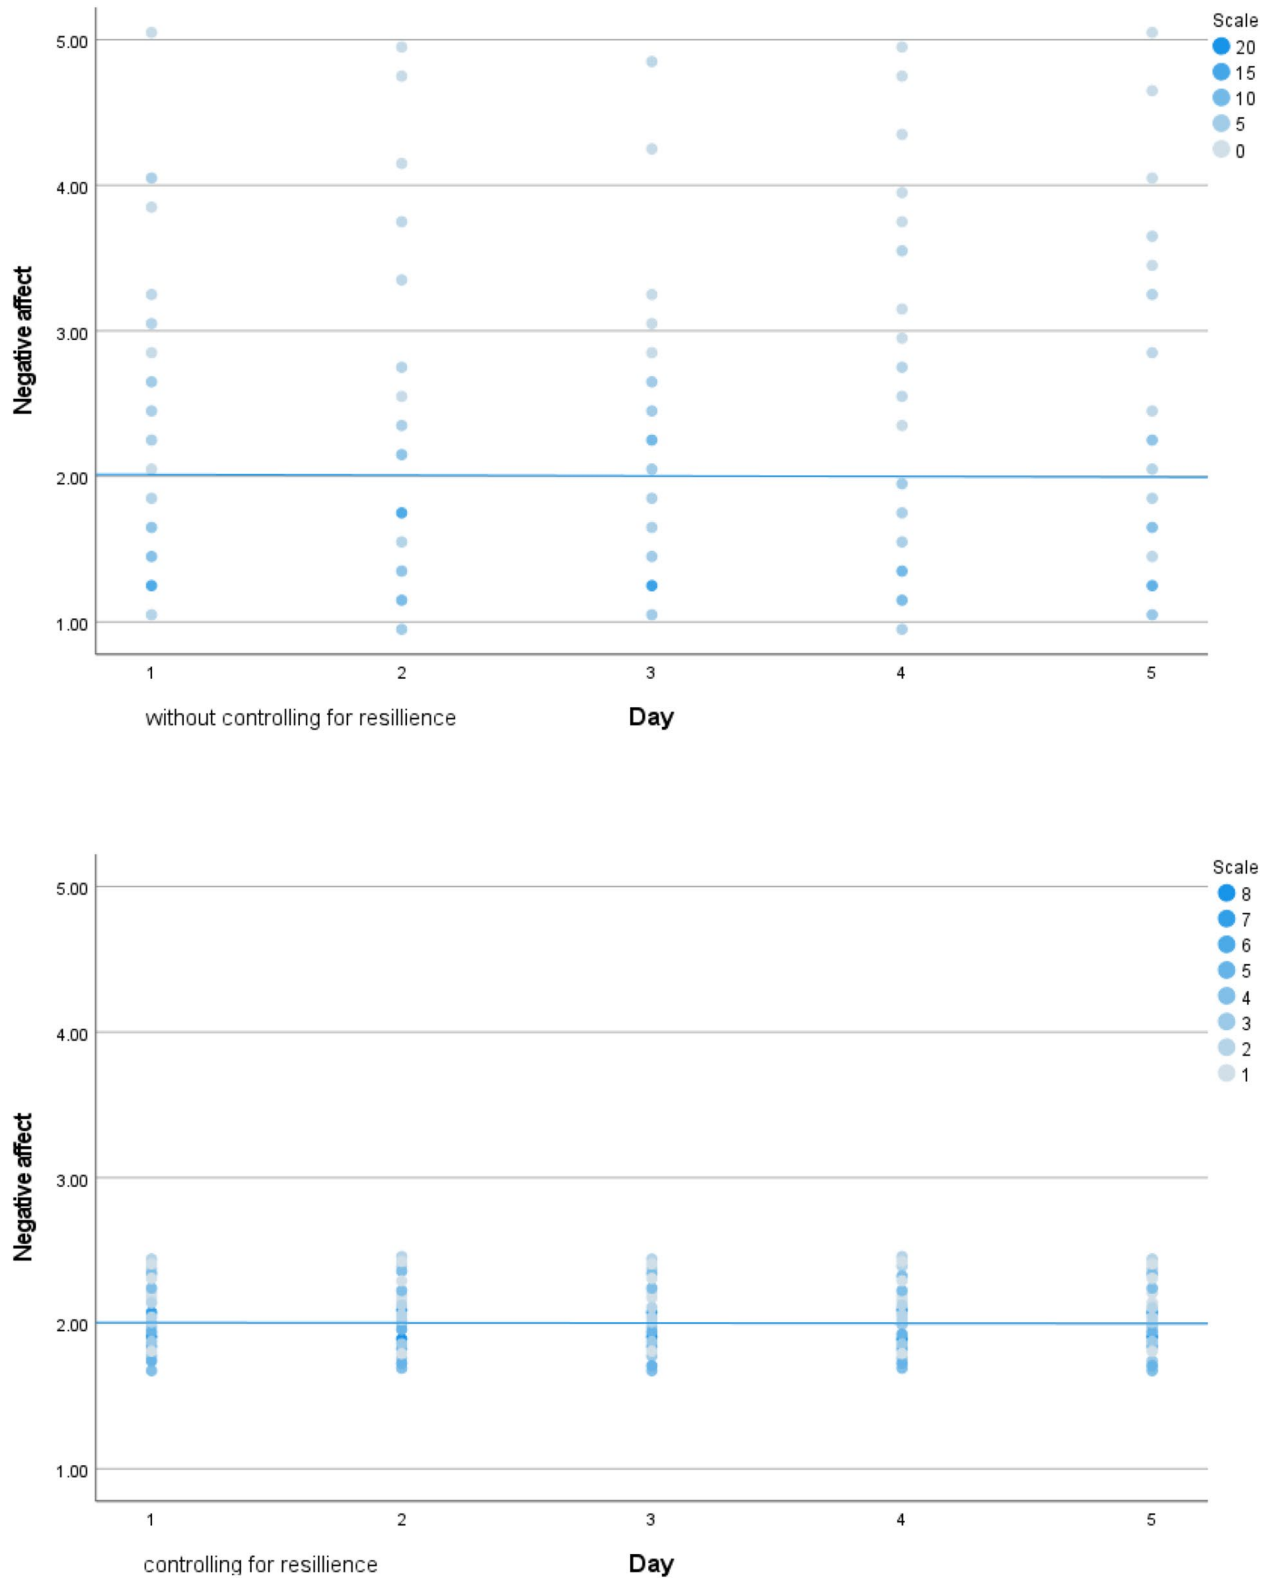 Scale
20
15
10
5
0
5.00
4.00
3.00
2.00
1.00
Negative affect
1 2 3 4 5
without controlling for resillience
Day
Scale
8
7
6
5
4
3
2
1
5.00
4.00
3.00
2.00
1.00
Negative affect
1 2 3 4 5
controlling for resillience
Day